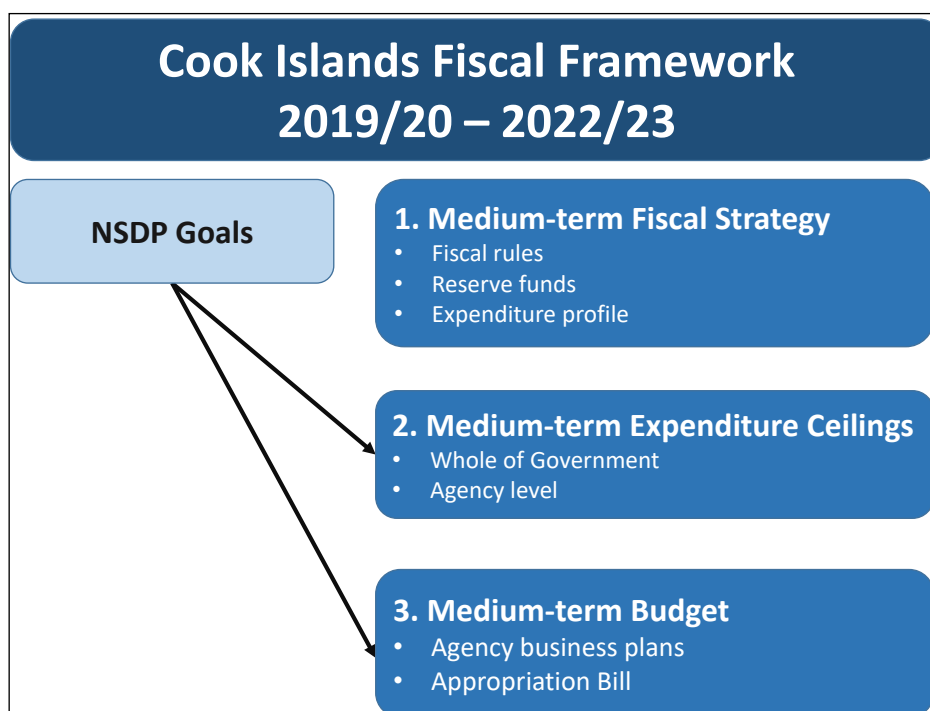 Cook Islands Fiscal Framework
2019/20 – 2022/23
NSDP Goals
1. Medium-term Fiscal Strategy
• Fiscal rules
• Reserve funds
• Expenditure profile
2. Medium-term Expenditure Ceilings
• Whole of Government
• Agency level
3. Medium-term Budget
• Agency business plans
• Appropriation Bill